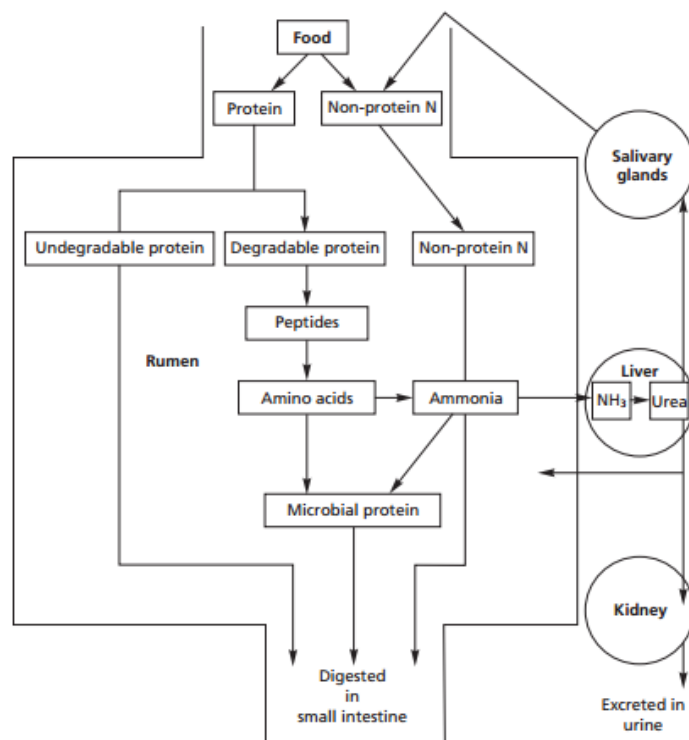 Food
Protein
Non-protein N
Salivary
glands
Undegradable protein
Degradable protein
Non-protein N
Peptides
Rumen
Liver
Amino acids
Ammonia
NH₃
Urea
Microbial protein
Kidney
Digested
in
small intestine
Excreted in
urine